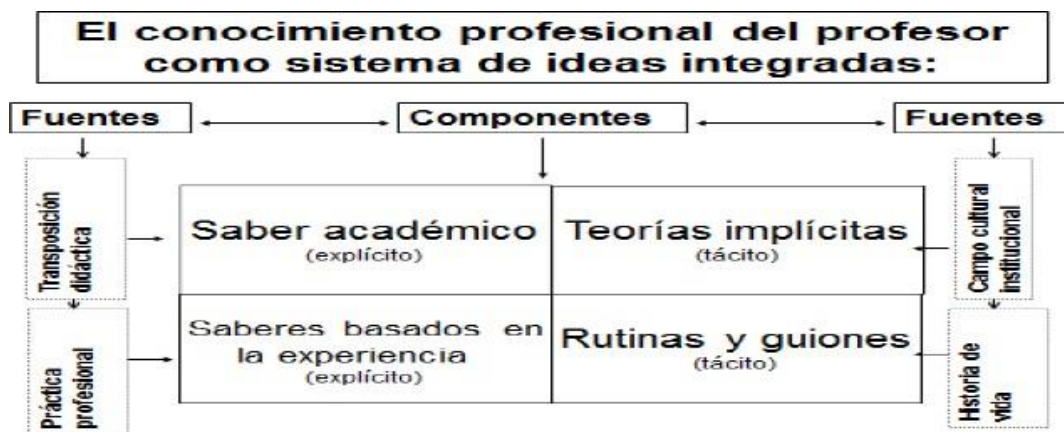 El conocimiento profesional del profesor
como sistema de ideas integradas:
Fuentes
Componentes
Fuentes
Transposición
didáctica
Saber académico
(explícito)
Teorías implícitas
(tácito)
Campo cultural
institucional
Práctica
profesional
Saberes basados en
la experiencia
(explícito)
Rutinas y guiones
(tácito)
Historia de
vida